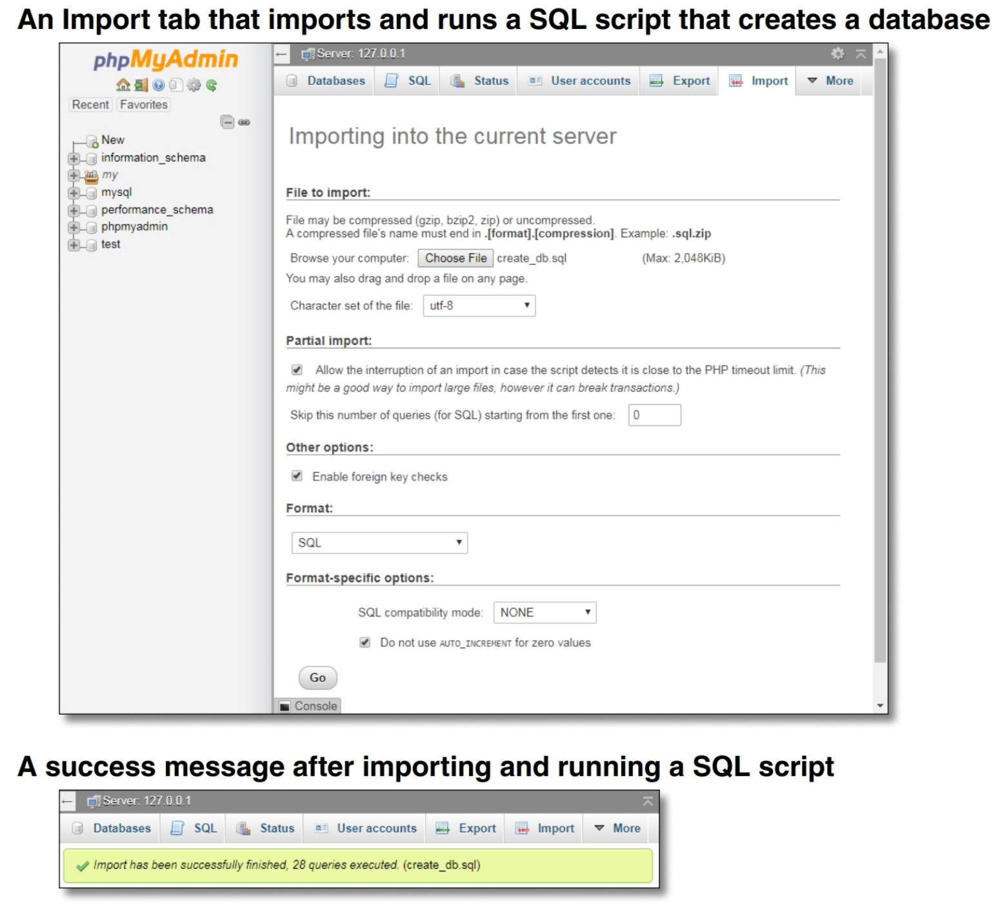 An Import tab that imports and runs a SQL script that creates a database
phpMyAdmin
Recent Favorites
New
information_schema
my
mysql
performance_schema
phpmyadmin
test
Server: 127.0.0.1
Databases SQL Status User accounts Export Import More
Importing into the current server
File to import:
File may be compressed (gzip, bzip2, zip) or uncompressed.
A compressed file's name must end in .[format].[compression]. Example: .sql.zip
Browse your computer: Choose File create_db.sql (Max: 2,048KiB)
You may also drag and drop a file on any page.
Character set of the file: utf-8
Partial import:
Allow the interruption of an import in case the script detects it is close to the PHP timeout limit. (This
might be a good way to import large files, however it can break transactions.)
Skip this number of queries (for SQL) starting from the first one: 0
Other options:
Enable foreign key checks
Format:
SQL
Format-specific options:
SQL compatibility mode: NONE
Do not use AUTO_INCREMENT for zero values
Go
Console
A success message after importing and running a SQL script
Server: 127.0.0.1
Databases SQL Status User accounts Export Import More
Import has been successfully finished, 28 queries executed. (create_db.sql)